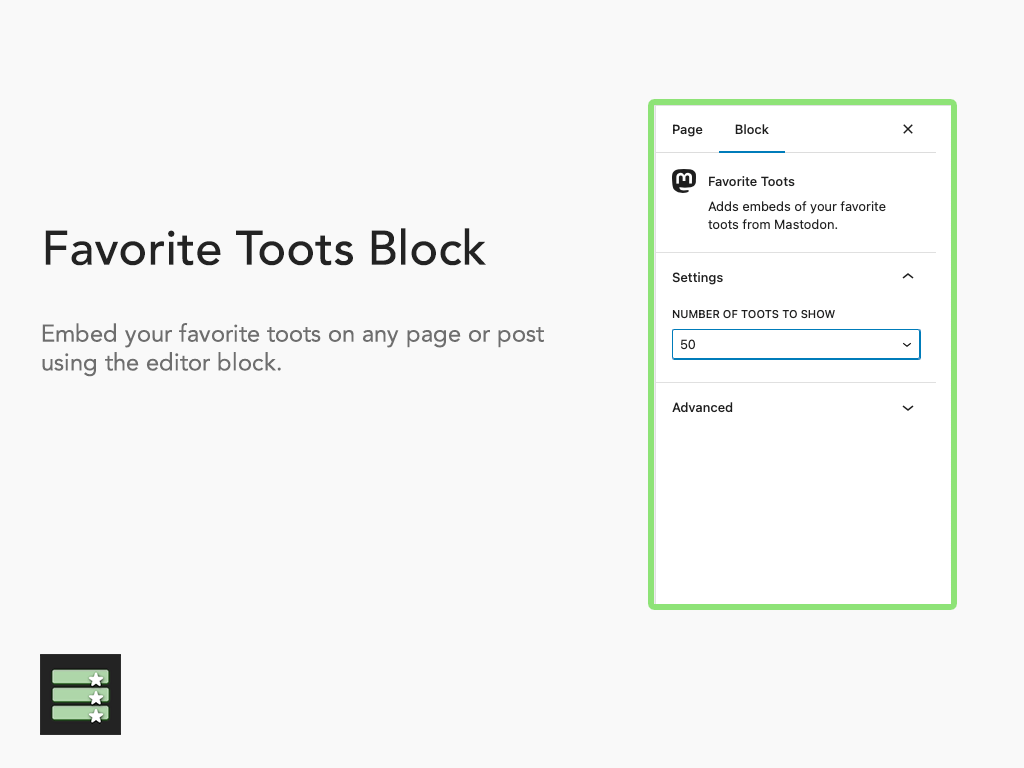 Favorite Toots Block
Embed your favorite toots on any page or post
using the editor block.
Page
Block
Favorite Toots
Adds embeds of your favorite
toots from Mastodon.
Settings
NUMBER OF TOOTS TO SHOW
50
Advanced